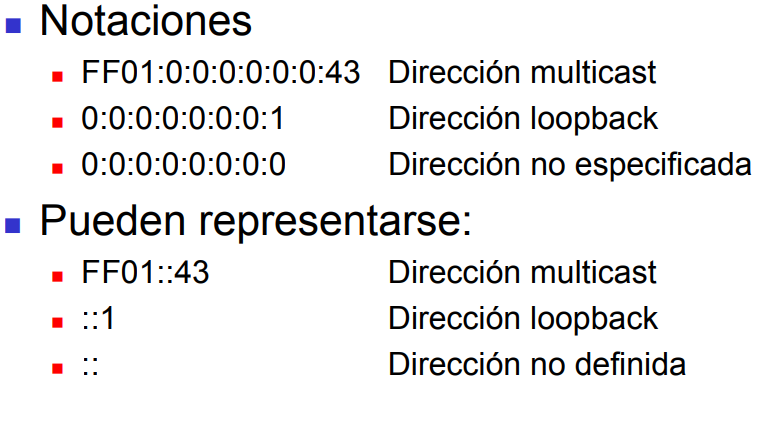 Notaciones
FF01:0:0:0:0:0:0:43 Dirección multicast
0:0:0:0:0:0:0:1 Dirección loopback
0:0:0:0:0:0:0:0 Dirección no especificada
Pueden representarse:
FF01::43 Dirección multicast
::1 Dirección loopback
:: Dirección no definida